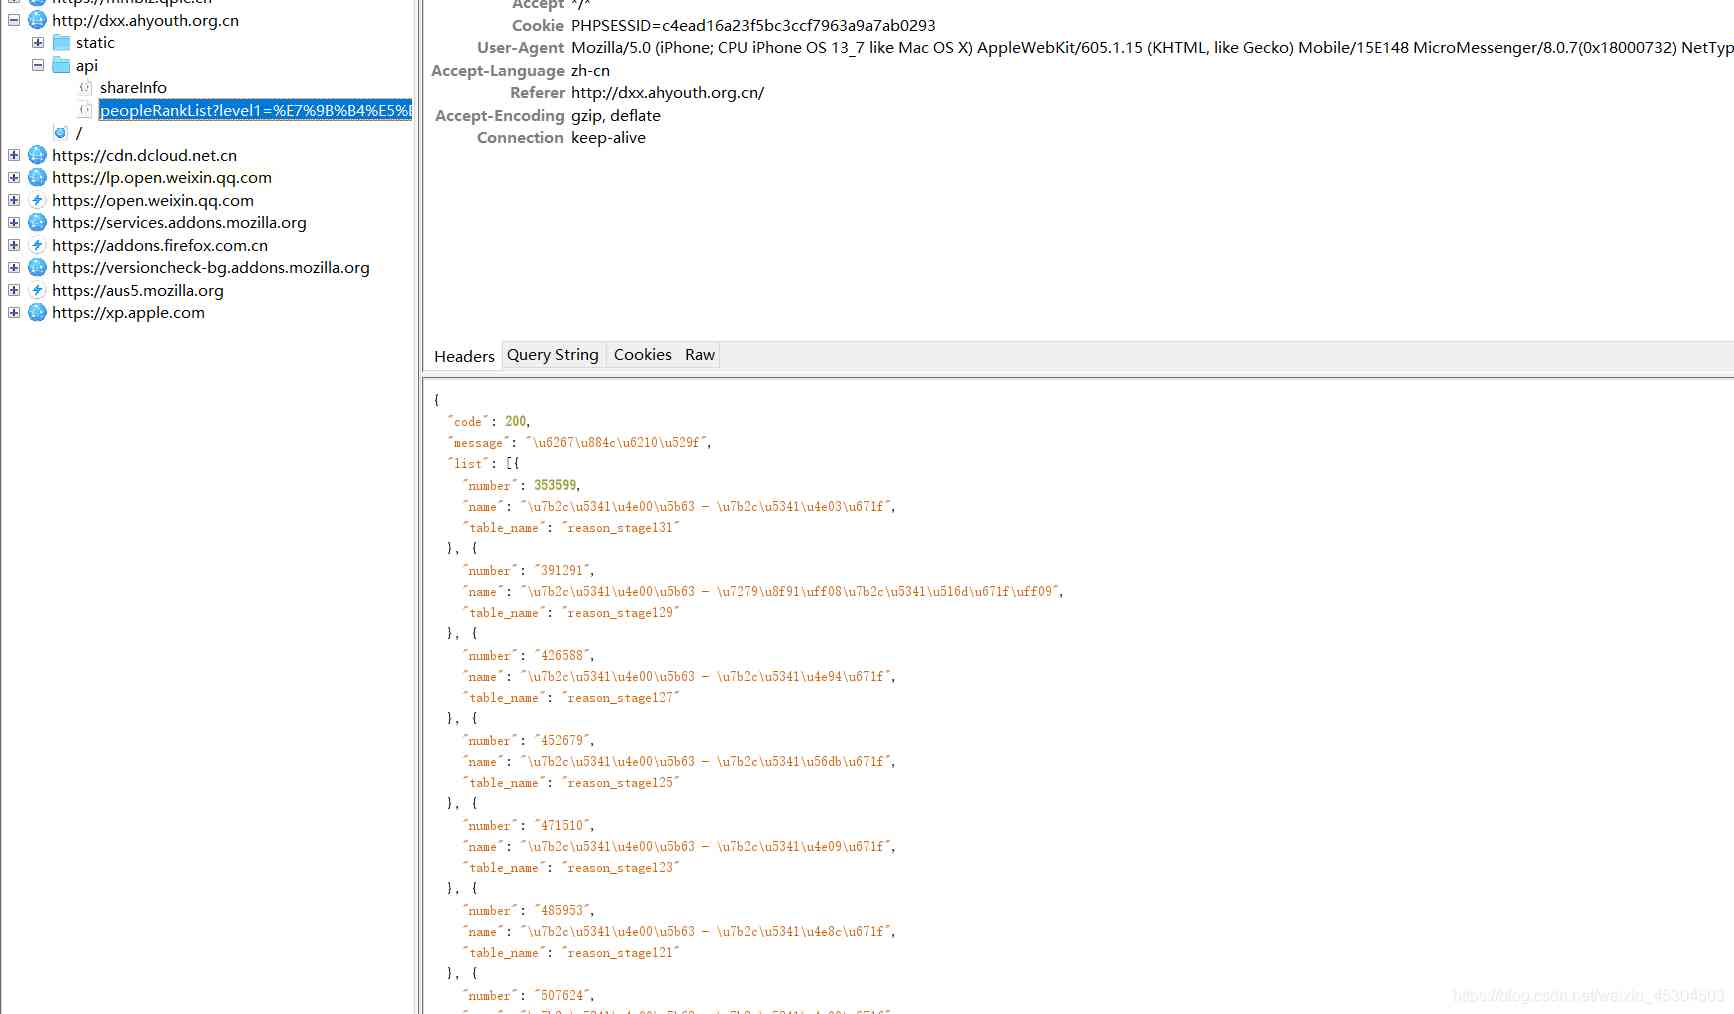 http://dxx.ahyouth.org.cn
static
api
shareInfo
peopleRankList?level1=%E7%9B%B4%E5%E
/
https://cdn.dcloud.net.cn
https://lp.open.weixin.qq.com
https://open.weixin.qq.com
https://services.addons.mozilla.org
https://addons.firefox.com.cn
https://versioncheck-bg.addons.mozilla.org
https://aus5.mozilla.org
https://xp.apple.com
Accept */*
Cookie PHPSESSID=c4ead16a23f5bc3ccf7963a9a7ab0293
User-Agent Mozilla/5.0 (iPhone; CPU iPhone OS 13_7 like Mac OS X) AppleWebKit/605.1.15 (KHTML, like Gecko) Mobile/15E148 MicroMessenger/8.0.7(0x18000732) NetTyp
Accept-Language zh-cn
Referer http://dxx.ahyouth.org.cn/
Accept-Encoding gzip, deflate
Connection keep-alive
Headers Query String Cookies Raw
{
"code": 200,
"message": "\u6267\u884c\u6210\u529f",
"list": [{
"number": 353599,
"name": "\u7b2c\u5341\u4e00\u5b63 - \u7b2c\u5341\u4e03\u671f",
"table_name": "reason_stage131"
}, {
"number": "391291",
"name": "\u7b2c\u5341\u4e00\u5b63 - \u7279\u8f91\uff08\u7b2c\u5341\u516d\u671f\uff09",
"table_name": "reason_stage129"
}, {
"number": "426588",
"name": "\u7b2c\u5341\u4e00\u5b63 - \u7b2c\u5341\u4e94\u671f",
"table_name": "reason_stage127"
}, {
"number": "452679",
"name": "\u7b2c\u5341\u4e00\u5b63 - \u7b2c\u5341\u56db\u671f",
"table_name": "reason_stage125"
}, {
"number": "471510",
"name": "\u7b2c\u5341\u4e00\u5b63 - \u7b2c\u5341\u4e09\u671f",
"table_name": "reason_stage123"
}, {
"number": "485953",
"name": "\u7b2c\u5341\u4e00\u5b63 - \u7b2c\u5341\u4e8c\u671f",
"table_name": "reason_stage121"
}, {
"number": "507624",
https://blog.csdn.net/weixin_45304503